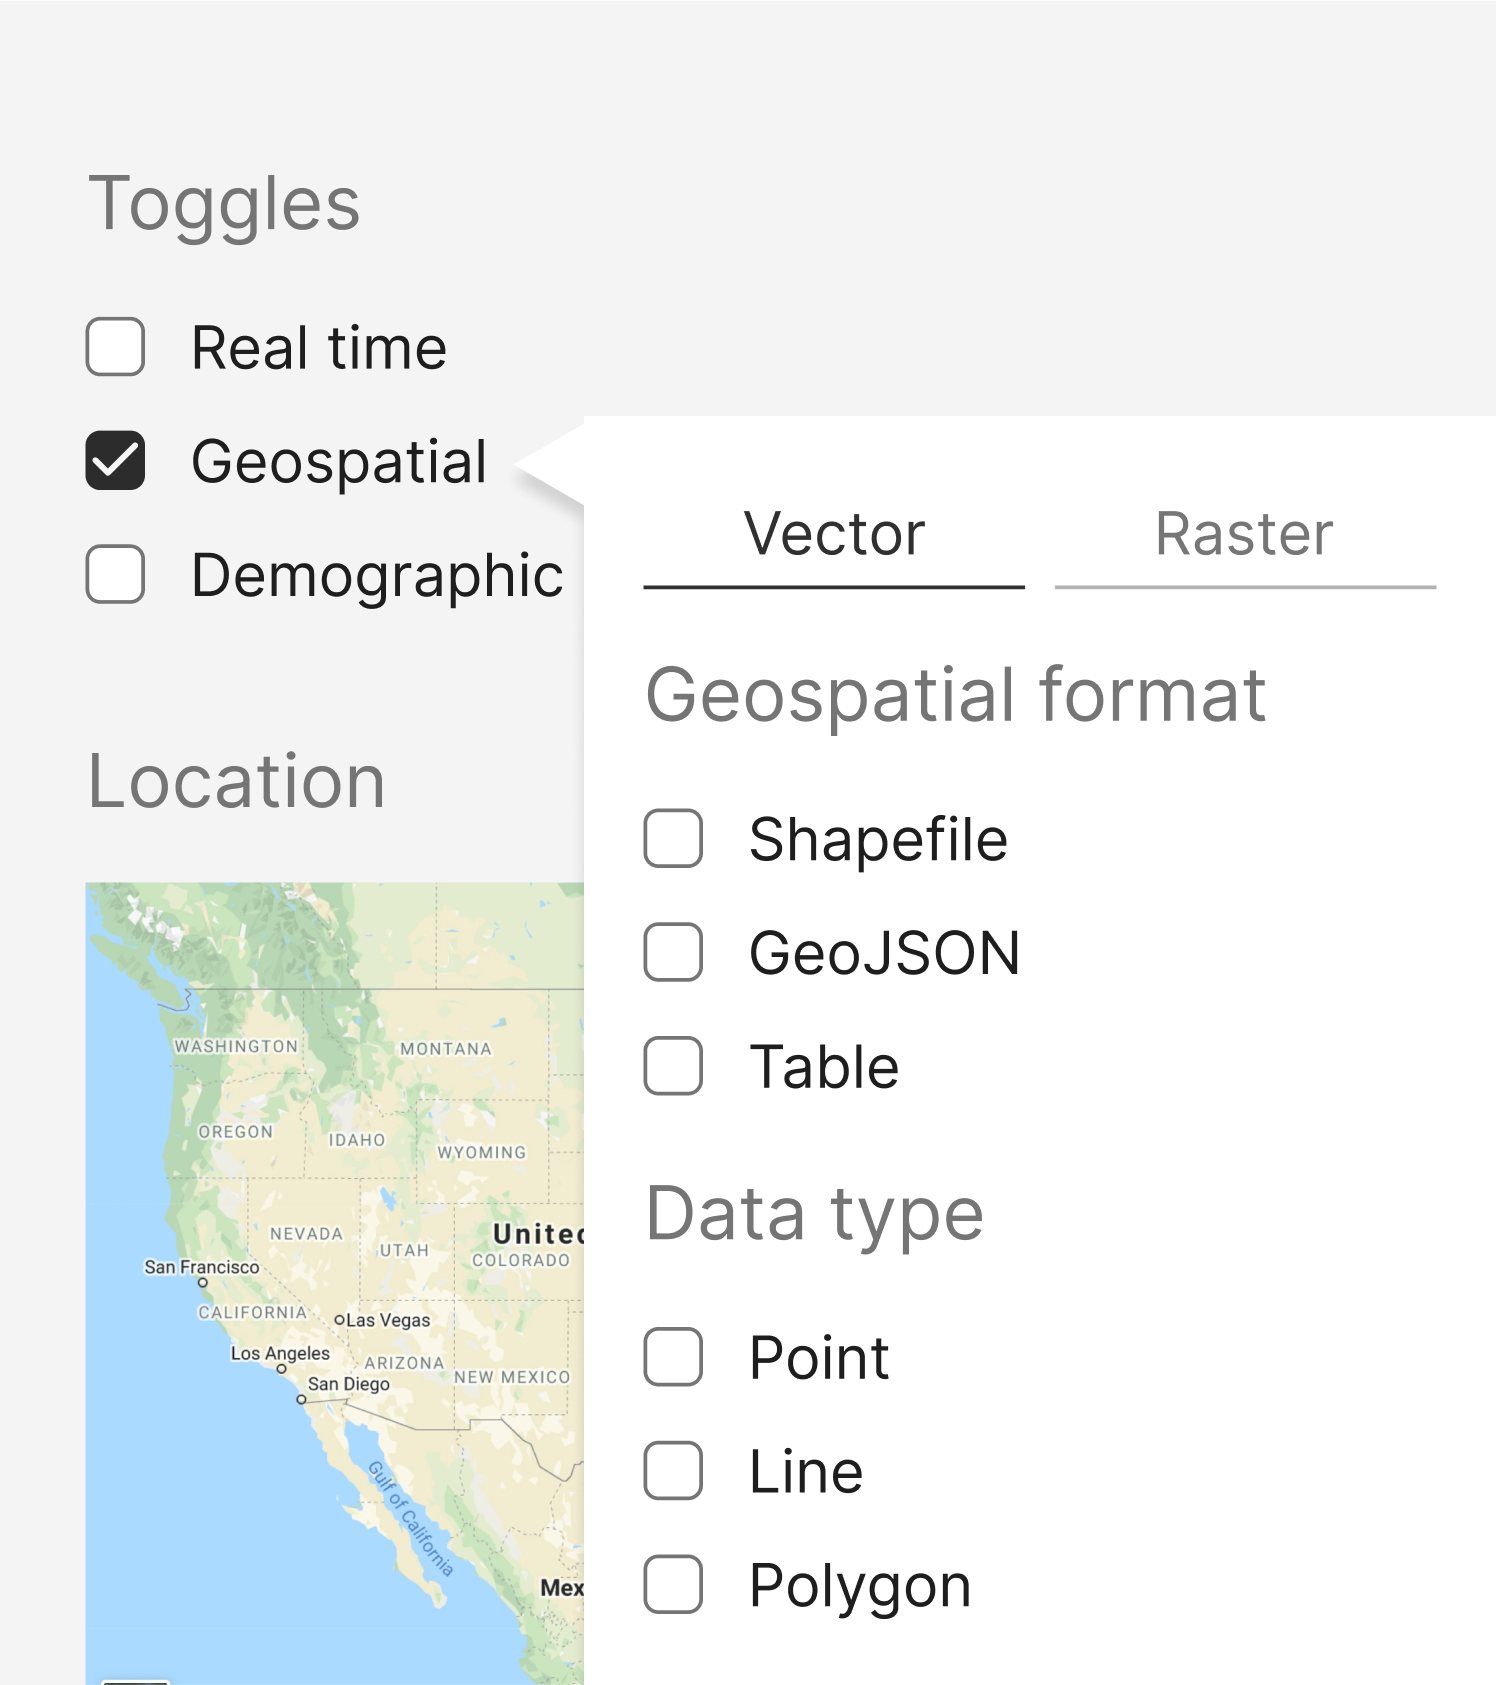 Toggles
Real time
Geospatial
Demographic
Location
WASHINGTON
MONTANA
OREGON
IDAHO
WYOMING
NEVADA
UTAH
COLORADO
San Francisco
CALIFORNIA
Las Vegas
Los Angeles
ARIZONA
NEW MEXICO
San Diego
Gulf of California
Vector
Raster
Geospatial format
Shapefile
GeoJSON
Table
Data type
Point
Line
Polygon